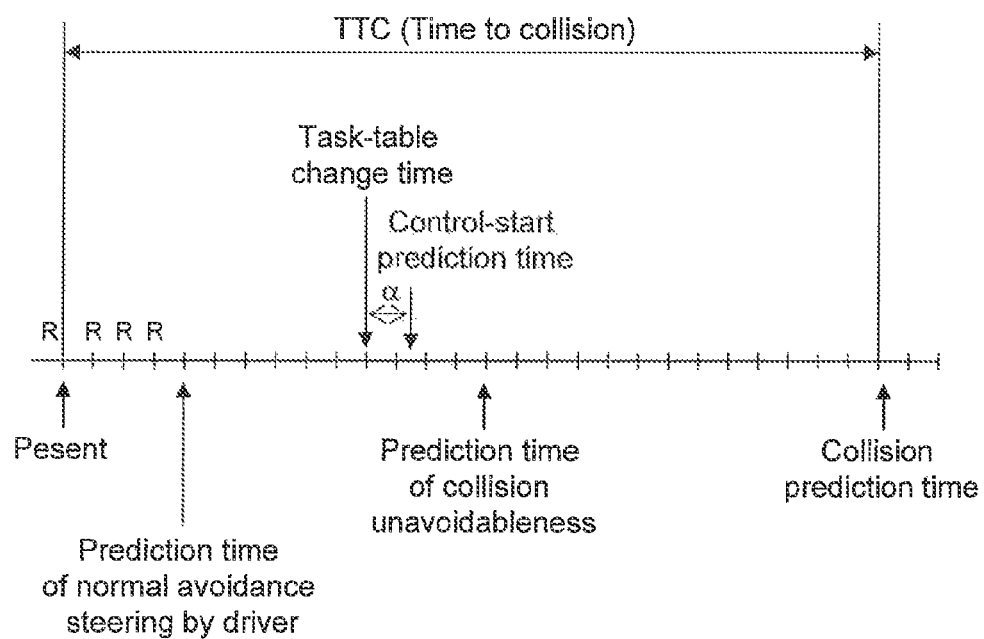 TTC (Time to collision)
Task-table
change time
Control-start
prediction time
α
R R R R
Pesent
Prediction time
of normal avoidance
steering by driver
Prediction time
of collision
unavoidableness
Collision
prediction time